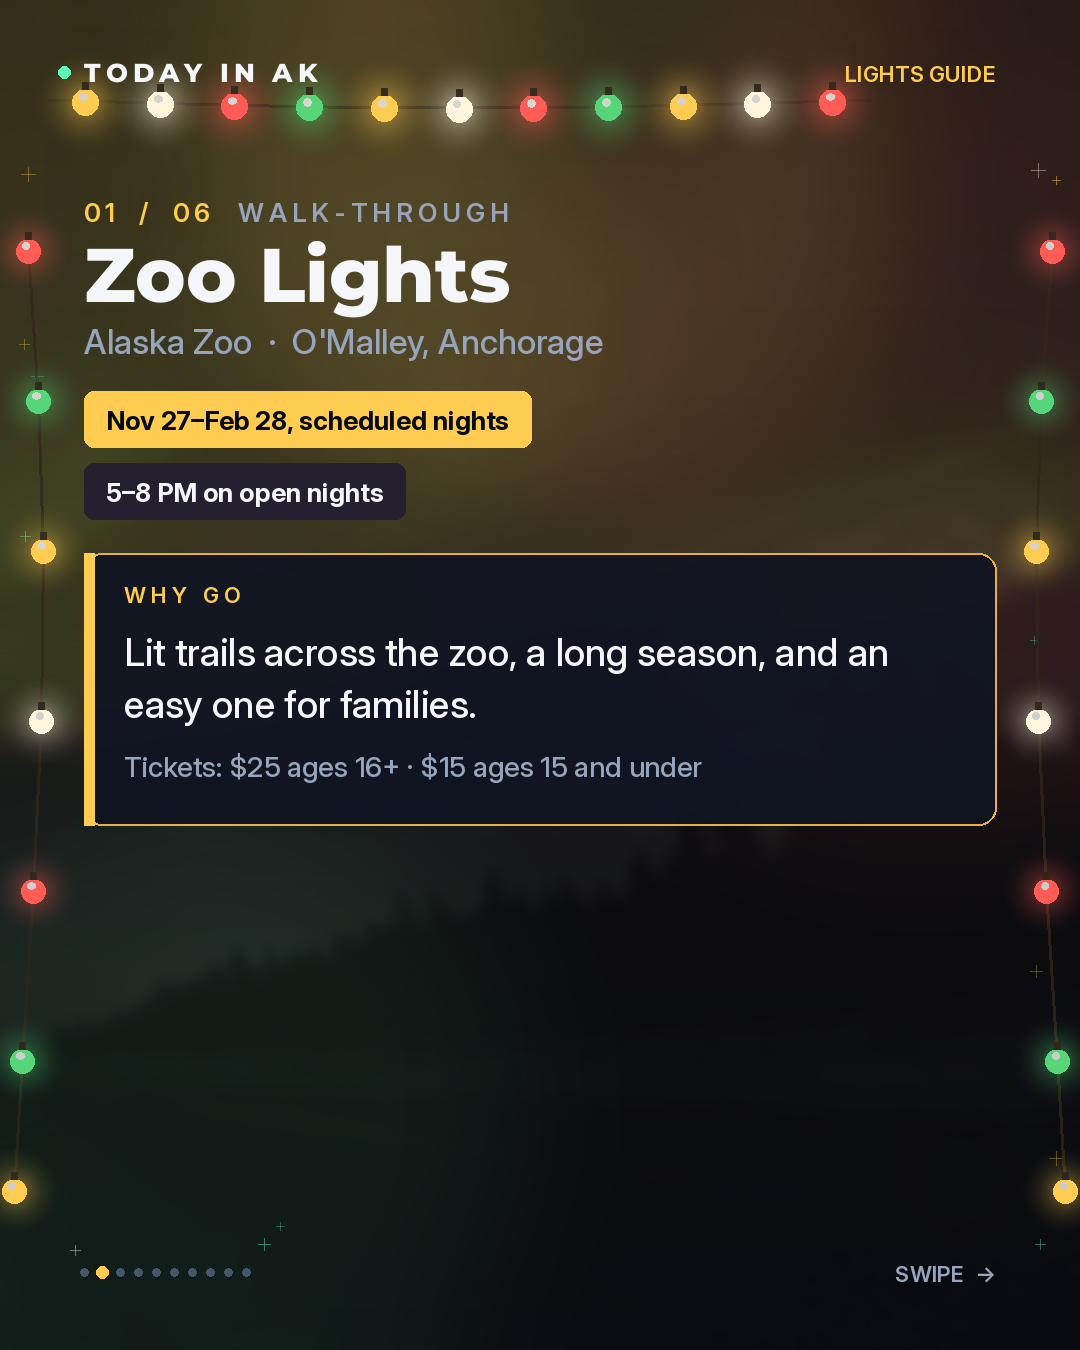 TODAY IN AK
LIGHTS GUIDE
01 / 06 WALK-THROUGH
Zoo Lights
Alaska Zoo · O'Malley, Anchorage
Nov 27–Feb 28, scheduled nights
5–8 PM on open nights
WHY GO
Lit trails across the zoo, a long season, and an
easy one for families.
Tickets: $25 ages 16+ · $15 ages 15 and under
SWIPE →